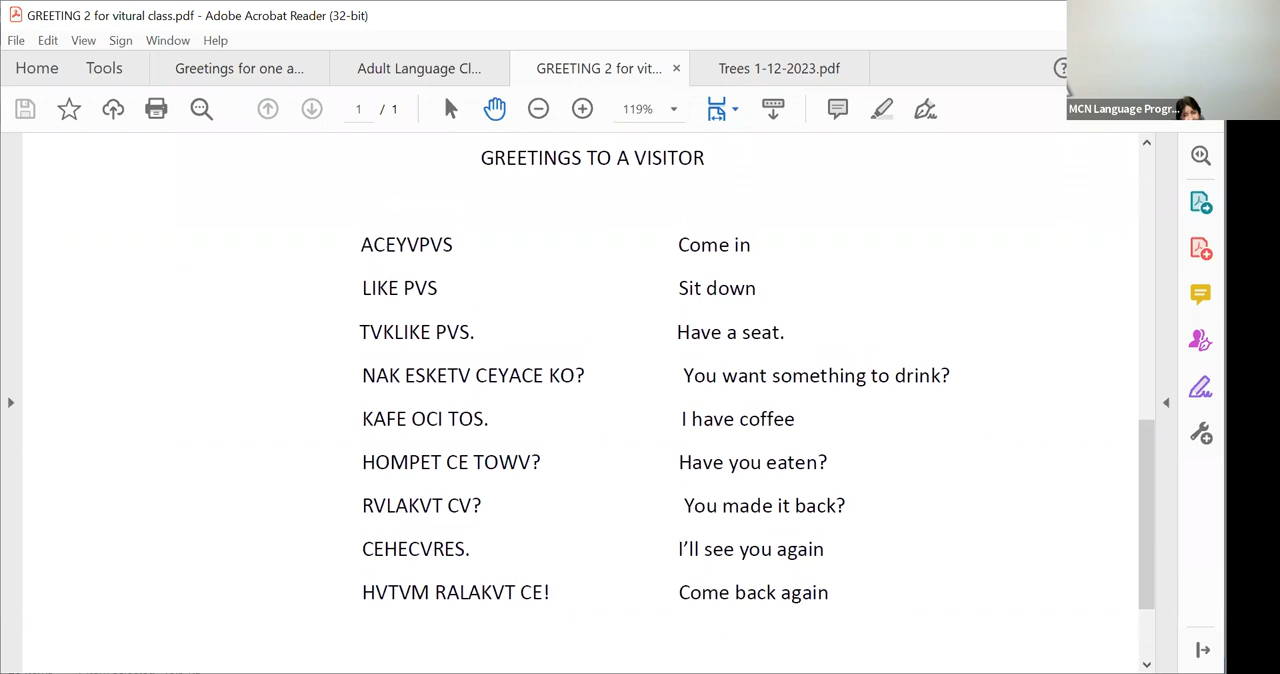 GREETING 2 for vitural class.pdf - Adobe Acrobat Reader (32-bit)
File Edit View Sign Window Help
Home Tools Greetings for one a... Adult Language Cl... GREETING 2 for vit... × Trees 1-12-2023.pdf ?
1 / 1 119%
MCN Language Progr...
GREETINGS TO A VISITOR
ACEYVPVS Come in
LIKE PVS Sit down
TVKLIKE PVS. Have a seat.
NAK ESKETV CEYACE KO? You want something to drink?
KAFE OCI TOS. I have coffee
HOMPET CE TOWV? Have you eaten?
RVLAKVT CV? You made it back?
CEHECVRES. I’ll see you again
HVTVM RALAKVT CE! Come back again